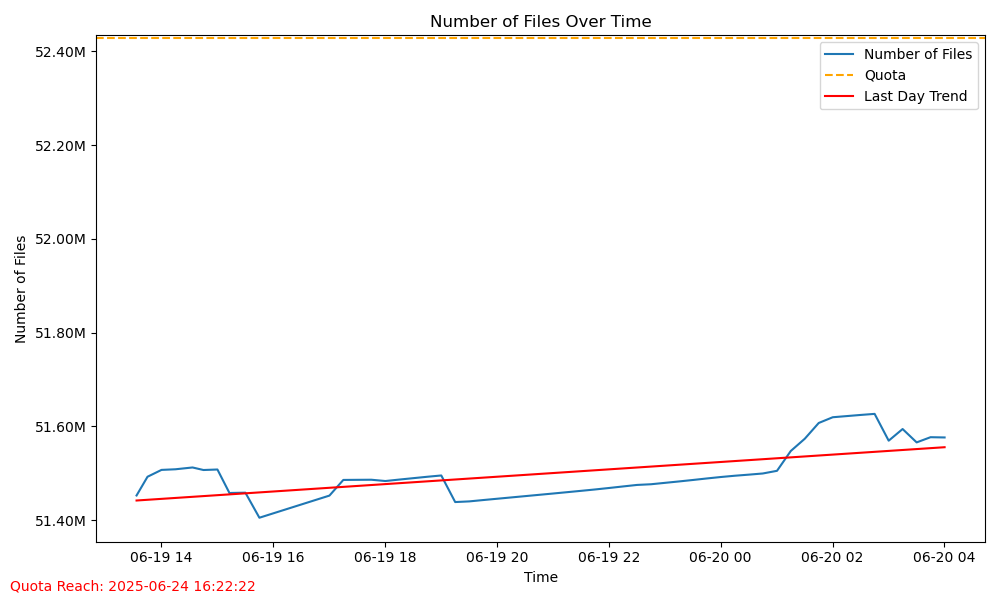 Number of Files Over Time
Number of Files
Quota
Last Day Trend
52.40M
52.20M
52.00M
51.80M
51.60M
51.40M
Number of Files
06-19 14
06-19 16
06-19 18
06-19 20
06-19 22
06-20 00
06-20 02
06-20 04
Time
Quota Reach: 2025-06-24 16:22:22